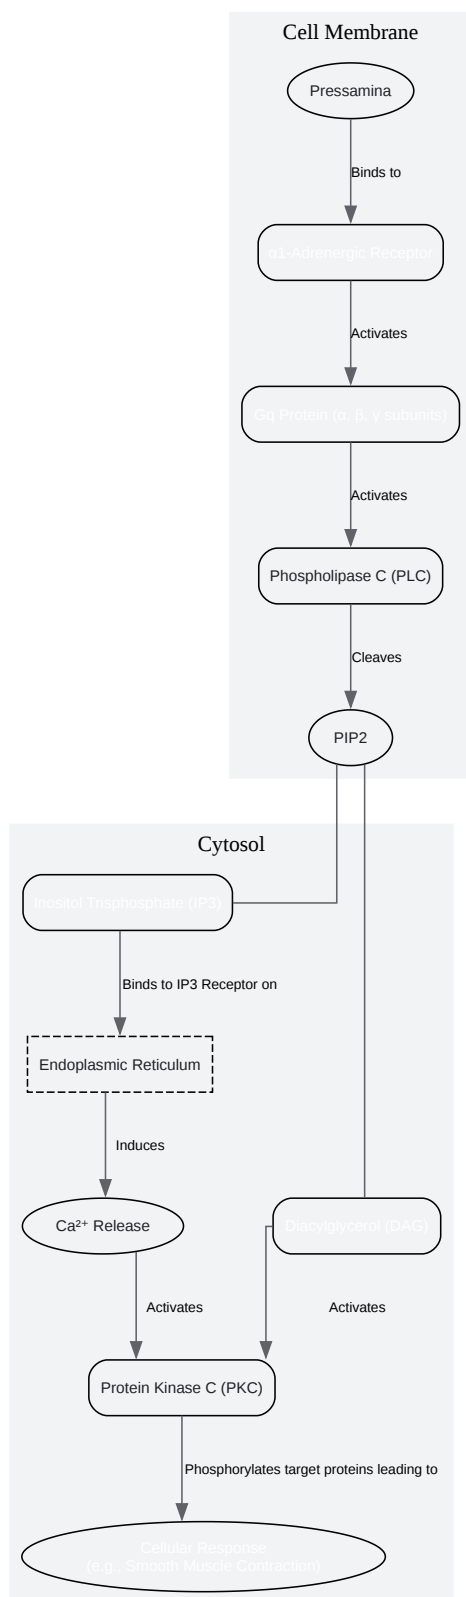 Cell Membrane
Pressamina
Binds to
α1-Adrenergic Receptor
Activates
Gq Protein (α, β, γ subunits)
Activates
Phospholipase C (PLC)
Cleaves
PIP2
Cytosol
Inositol Trisphosphate (IP3)
Binds to IP3 Receptor on
Endoplasmic Reticulum
Induces
Ca²⁺ Release
Diacylglycerol (DAG)
Activates
Activates
Protein Kinase C (PKC)
Phosphorylates target proteins leading to
Cellular Response
(e.g., Smooth Muscle Contraction)